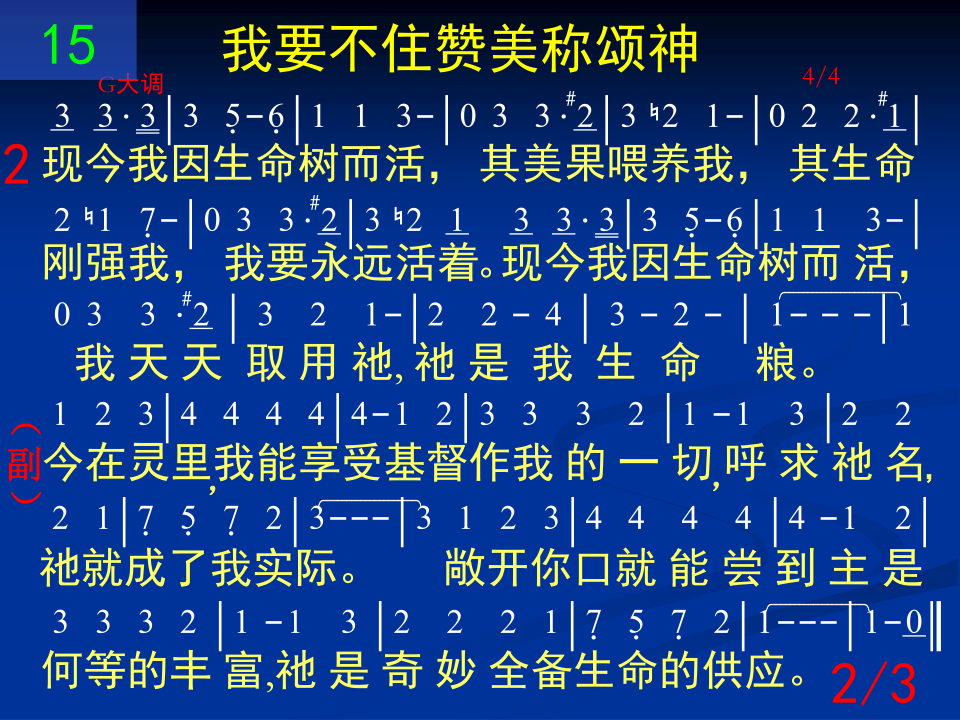 15 我要不住赞美称颂神
G大调 4/4
3 3·3|3 5̣-6̣|1 1 3-|0 3 3·#2|3 ♮2 1-|0 2 2·#1|
2 现今我因生命树而活， 其美果喂养我， 其生命
2 ♮1 7̣-|0 3 3·#2|3 ♮2 1 3 3·3|3 5̣-6̣|1 1 3-|
刚强我， 我要永远活着。现今我因生命树而 活，
0 3 3·#2|3 2 1-|2 2-4|3-2-|1---|1
我 天 天 取 用 祂, 祂 是 我 生 命 粮。
1 2 3|4 4 4 4|4-1 2|3 3 3 2|1-1 3|2 2
（副）今在灵里,我能享受基督作我 的 一 切,呼 求 祂 名,
2 1|7̣ 5̣ 7̣ 2|3---|3 1 2 3|4 4 4 4|4-1 2|
祂就成了我实际。 敞开你口就 能 尝 到 主 是
3 3 3 2|1-1 3|2 2 2 1|7̣ 5̣ 7̣ 2|1---|1-0‖
何等的丰 富,祂 是 奇 妙 全备生命的供应。
2/3